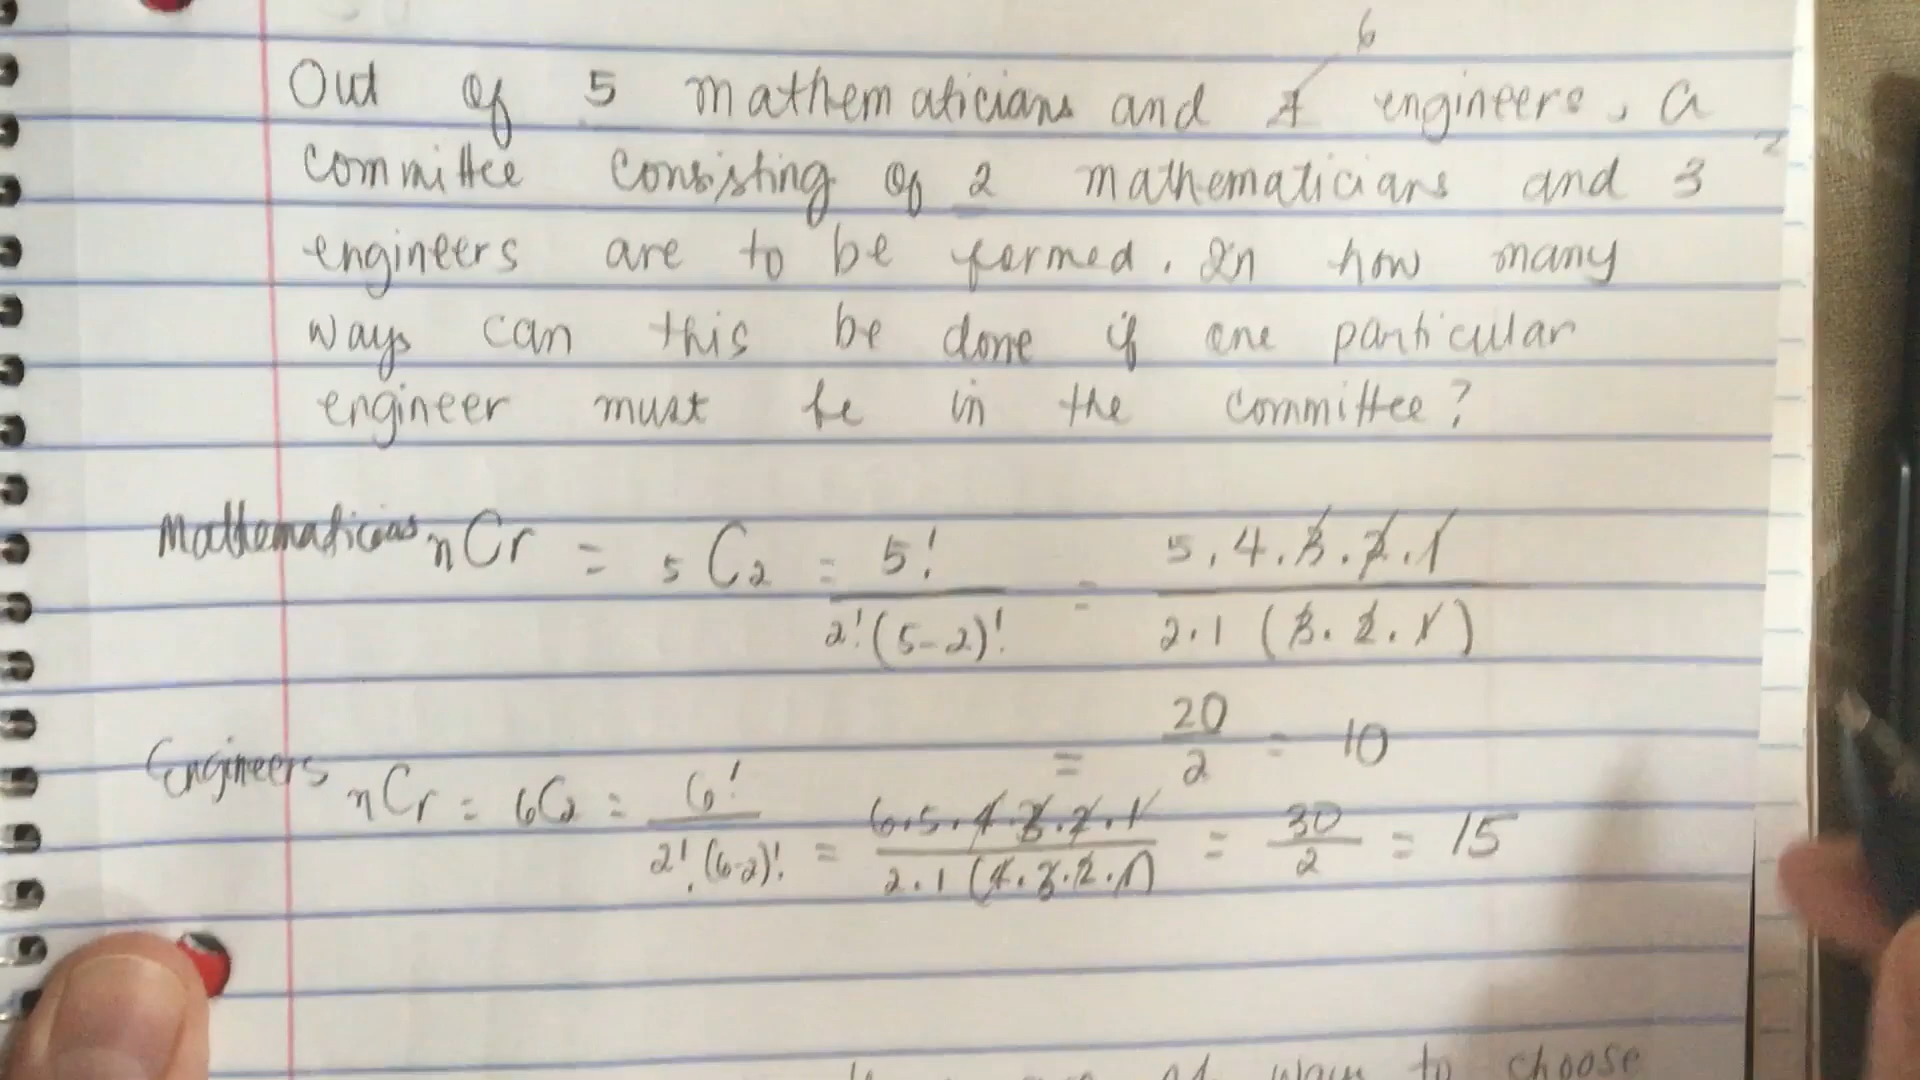 6
Out of 5 mathematicians and 7 engineers, a
committee consisting of 2 mathematicians and 3 2
engineers are to be formed. In how many
ways can this be done if one particular
engineer must be in the committee?
Mathematicians nCr = 5C2 = 5! / 2!(5-2)! = 5.4.3.2.1 / 2.1 (3.2.1)
= 20/2 = 10
Engineers nCr = 6C2 = 6! / 2!(6-2)! = 6.5.4.3.2.1 / 2.1 (4.3.2.1) = 30/2 = 15
ways to choose